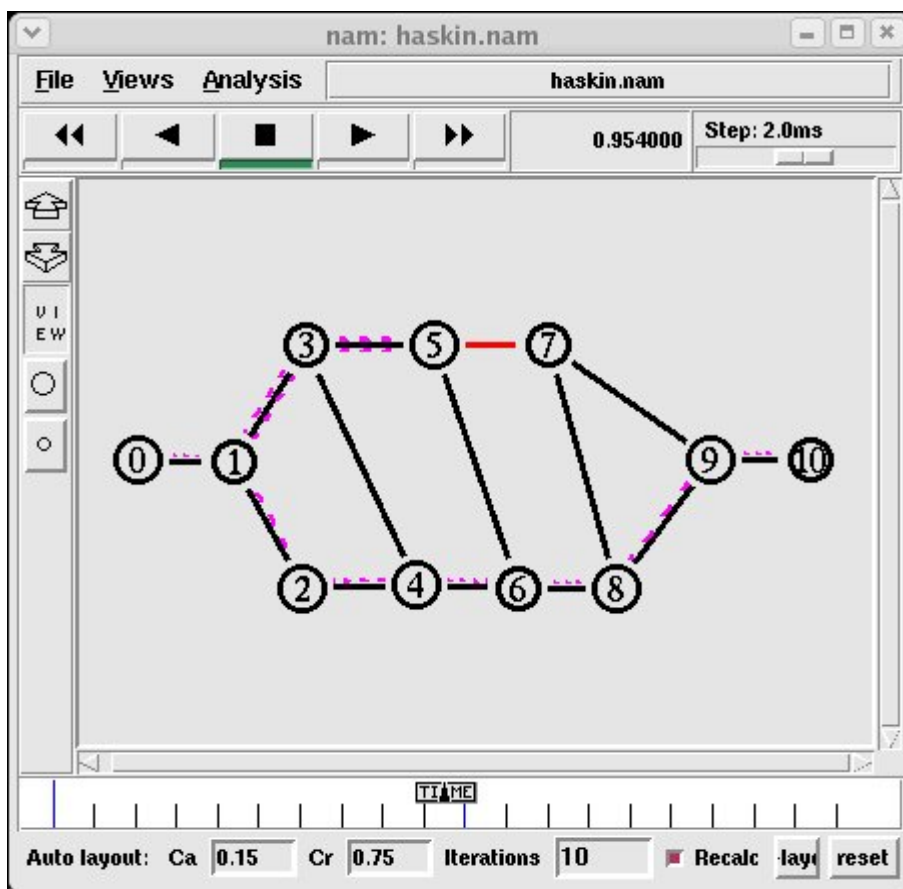 nam: haskin.nam
File Views Analysis haskin.nam
0.954000 Step: 2.0ms
V I
E W
3 5 7
0 1 9 10
2 4 6 8
TIME
Auto layout: Ca 0.15 Cr 0.75 Iterations 10 Recalc layo reset